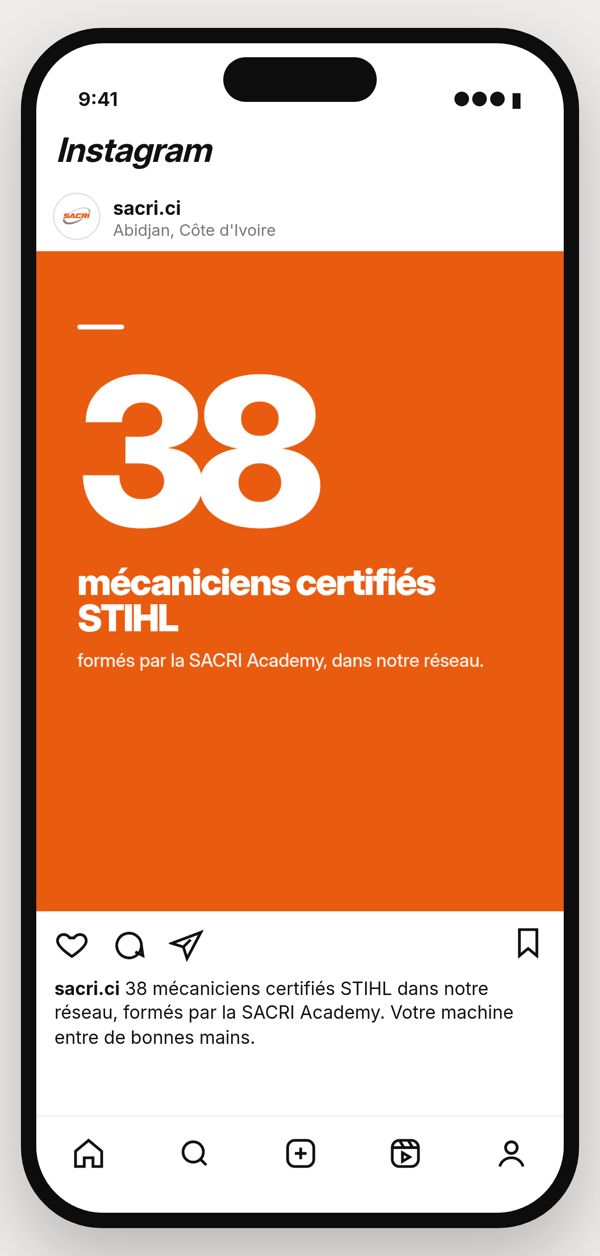 9:41
Instagram
SACRI
sacri.ci
Abidjan, Côte d'Ivoire
38
mécaniciens certifiés
STIHL
formés par la SACRI Academy, dans notre réseau.
sacri.ci 38 mécaniciens certifiés STIHL dans notre
réseau, formés par la SACRI Academy. Votre machine
entre de bonnes mains.